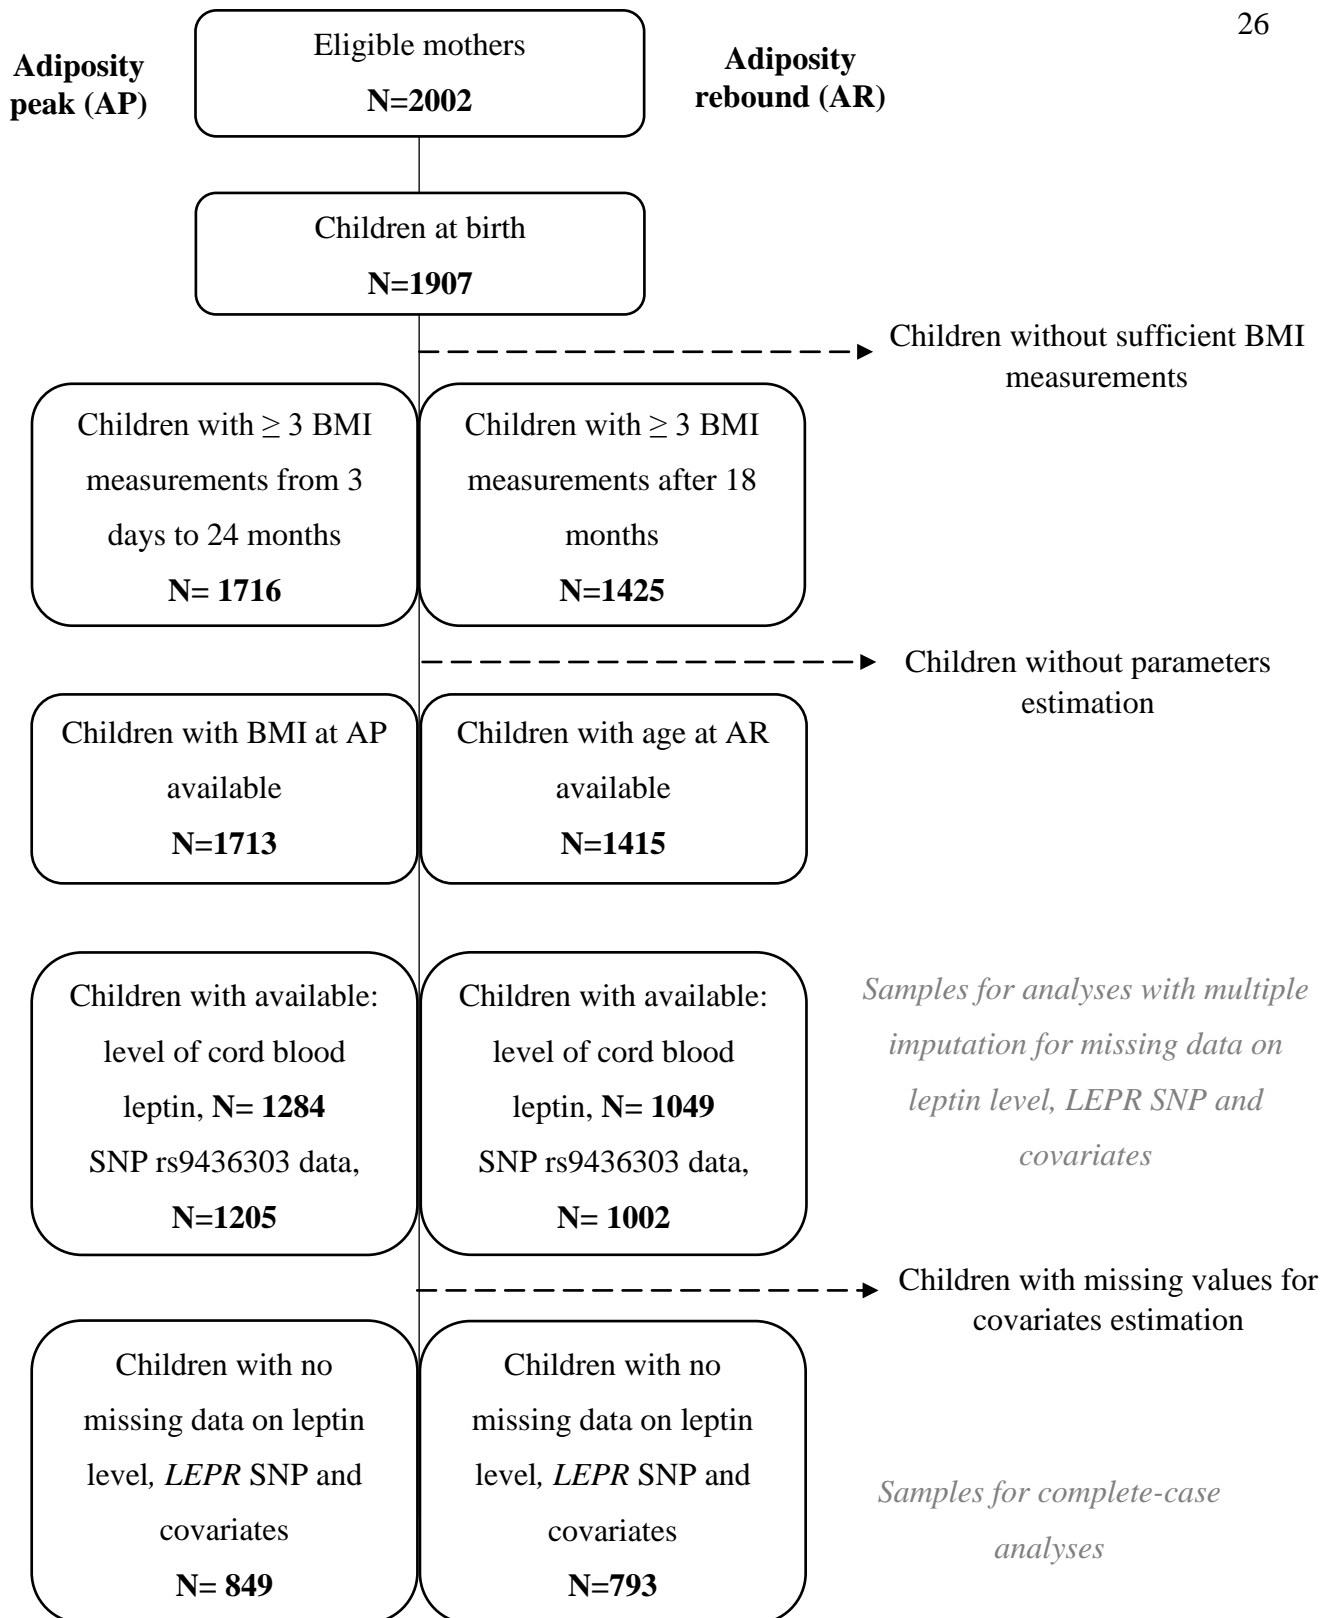 26
Adiposity
peak (AP)
Eligible mothers
N=2002
Adiposity
rebound (AR)
Children at birth
N=1907
Children without sufficient BMI
measurements
Children with ≥ 3 BMI
measurements from 3
days to 24 months
N= 1716
Children with ≥ 3 BMI
measurements after 18
months
N=1425
Children without parameters
estimation
Children with BMI at AP
available
N=1713
Children with age at AR
available
N=1415
Children with available:
level of cord blood
leptin, N= 1284
SNP rs9436303 data,
N=1205
Children with available:
level of cord blood
leptin, N= 1049
SNP rs9436303 data,
N= 1002
Samples for analyses with multiple
imputation for missing data on
leptin level, LEPR SNP and
covariates
Children with missing values for
covariates estimation
Children with no
missing data on leptin
level, LEPR SNP and
covariates
N= 849
Children with no
missing data on leptin
level, LEPR SNP and
covariates
N=793
Samples for complete-case
analyses